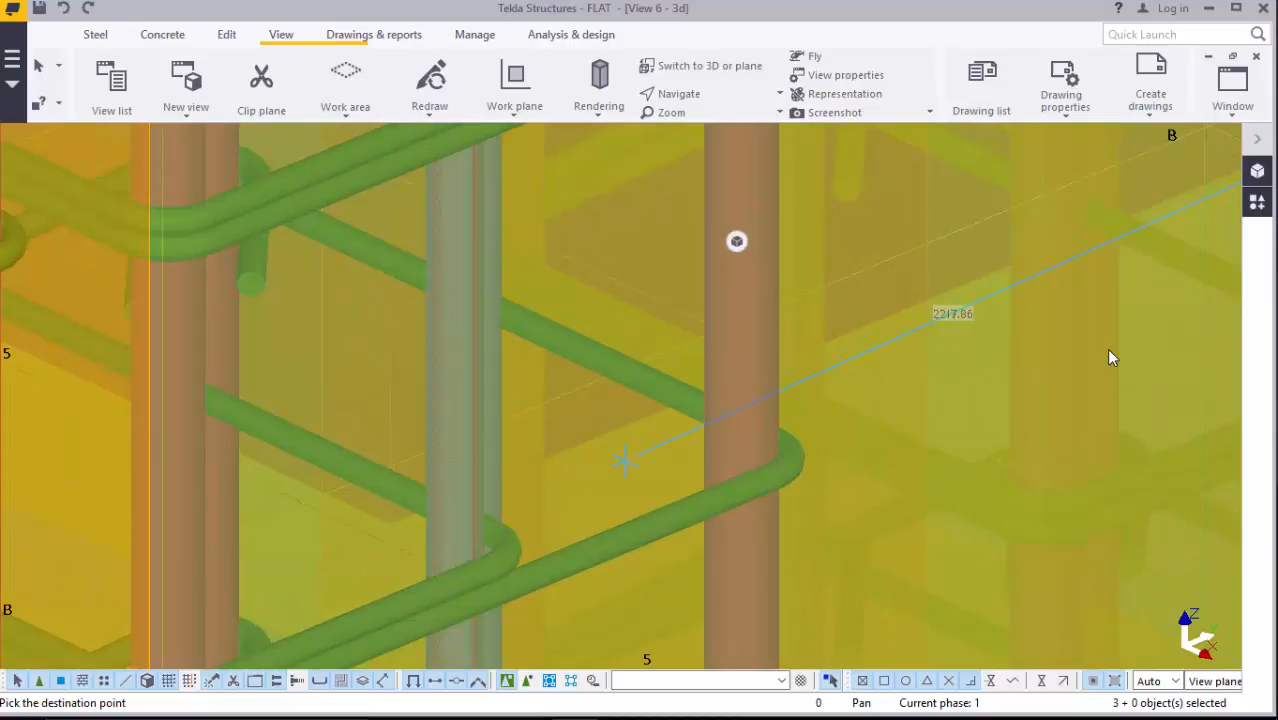 Tekla Structures - FLAT - [View 6 - 3d]
Log in
Steel Concrete Edit View Drawings & reports Manage Analysis & design
Quick Launch
View list
New view
Clip plane
Work area
Redraw
Work plane
Rendering
Switch to 3D or plane
Navigate
Zoom
Fly
View properties
Representation
Screenshot
Drawing list
Drawing properties
Create drawings
Window
B
2217.86
5
B
5
Z
X
Auto
View plane
Pick the destination point
0
Pan
Current phase: 1
3 + 0 object(s) selected